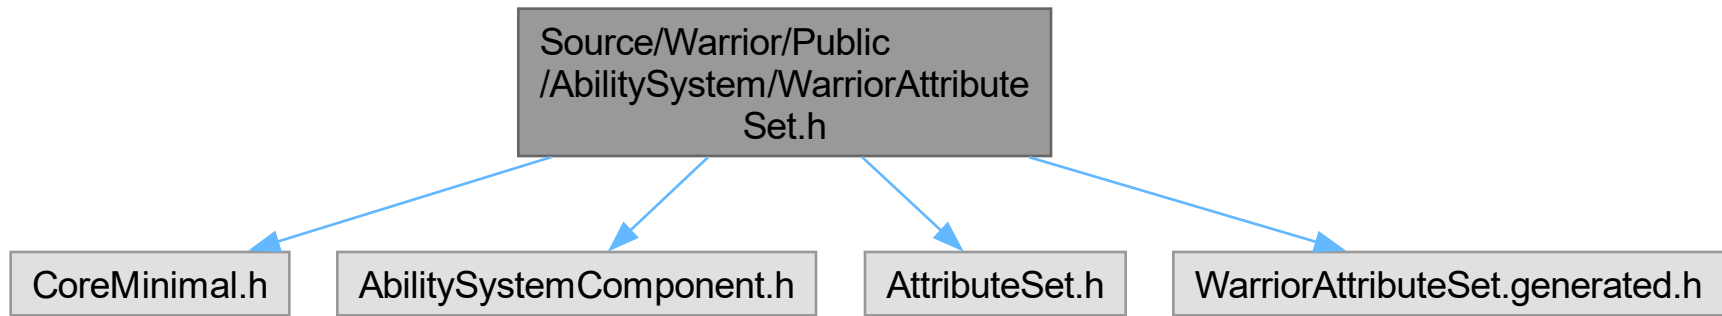 Source/Warrior/Public
/AbilitySystem/WarriorAttribute
Set.h
CoreMinimal.h
AbilitySystemComponent.h
AttributeSet.h
WarriorAttributeSet.generated.h